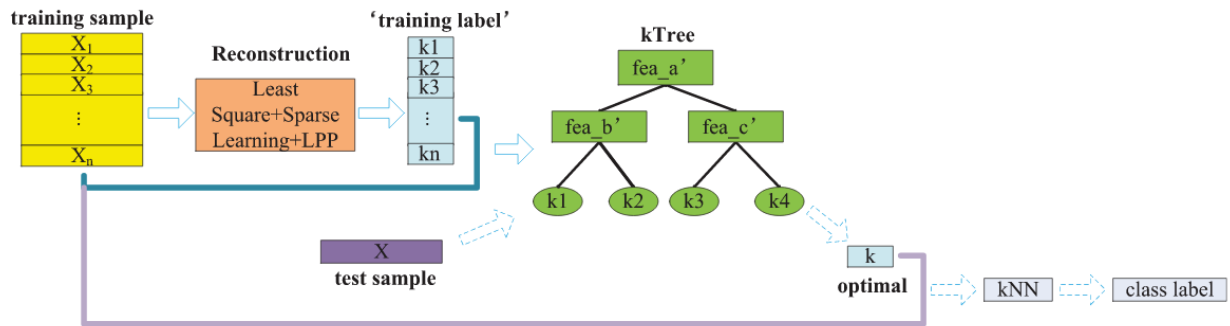 training sample
X1
X2
X3
⋮
Xn
Reconstruction
Least
Square+Sparse
Learning+LPP
‘training label’
k1
k2
k3
⋮
kn
kTree
fea_a’
fea_b’
fea_c’
k1
k2
k3
k4
X
test sample
k
optimal
kNN
class label